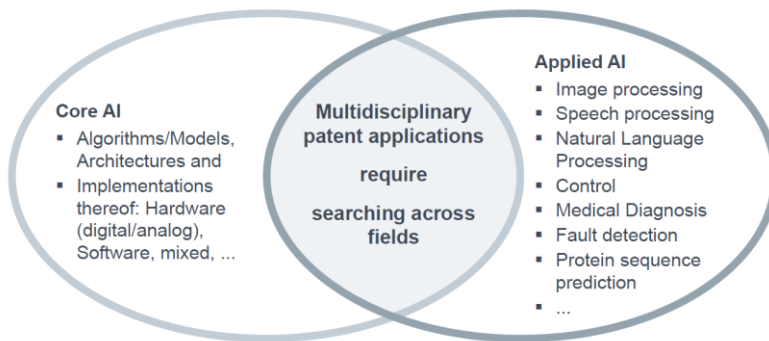 Core AI
▪ Algorithms/Models,
Architectures and
▪ Implementations
thereof: Hardware
(digital/analog),
Software, mixed, ...
Multidisciplinary
patent applications
require
searching across
fields
Applied AI
▪ Image processing
▪ Speech processing
▪ Natural Language
Processing
▪ Control
▪ Medical Diagnosis
▪ Fault detection
▪ Protein sequence
prediction
▪ ...